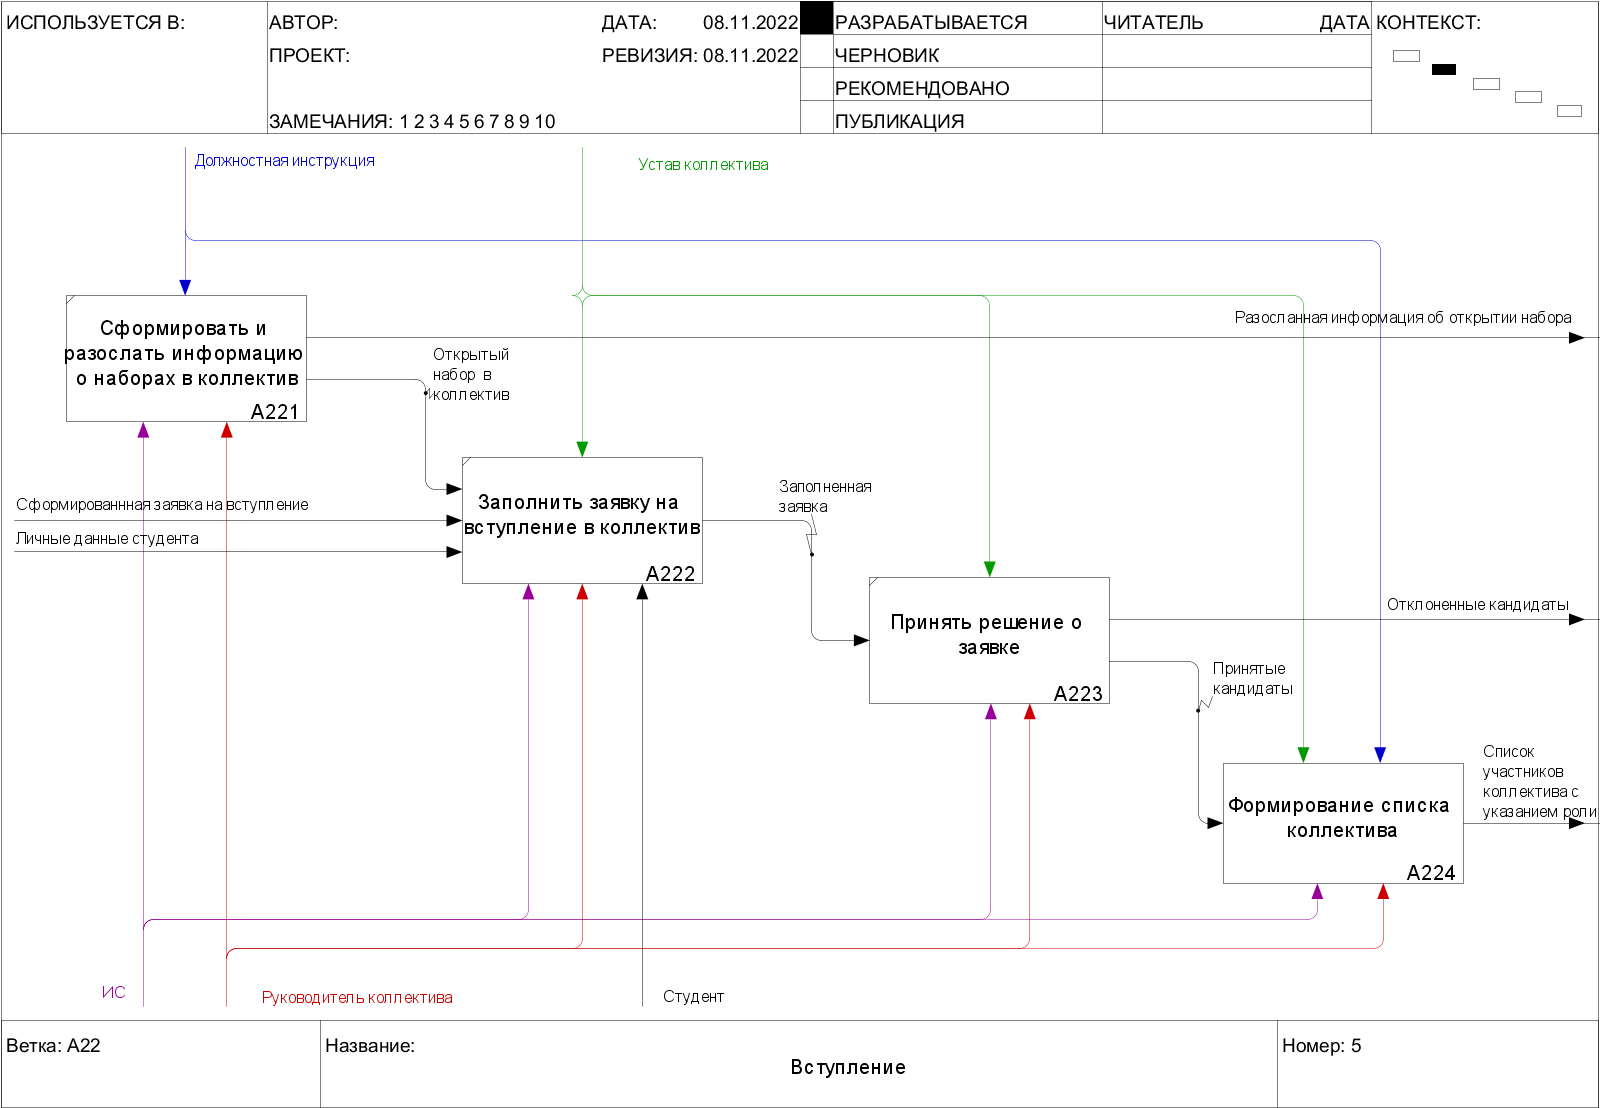 ИСПОЛЬЗУЕТСЯ В:
АВТОР:
ДАТА: 08.11.2022
РАЗРАБАТЫВАЕТСЯ
ЧИТАТЕЛЬ
ДАТА
КОНТЕКСТ:
ПРОЕКТ:
РЕВИЗИЯ: 08.11.2022
ЧЕРНОВИК
РЕКОМЕНДОВАНО
ЗАМЕЧАНИЯ: 1 2 3 4 5 6 7 8 9 10
ПУБЛИКАЦИЯ
Должностная инструкция
Устав коллектива
Разосланная информация об открытии набора
Сформировать и
разослать информацию
о наборах в коллектив
A221
Открытый
набор в
коллектив
Сформированнная заявка на вступление
Личные данные студента
Заполнить заявку на
вступление в коллектив
A222
Заполненная
заявка
Принять решение о
заявке
A223
Отклоненные кандидаты
Принятые
кандидаты
Формирование списка
коллектива
A224
Список
участников
коллектива с
указанием роли
ИС
Руководитель коллектива
Студент
Ветка: A22
Название:
Вступление
Номер: 5